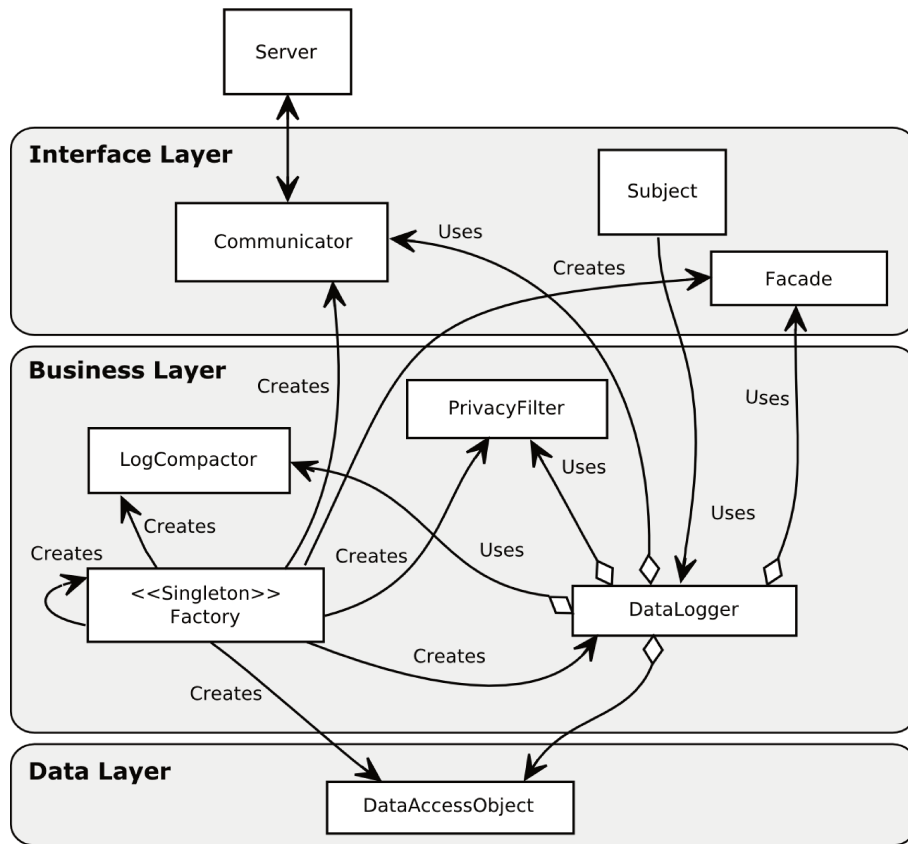 Server
Interface Layer
Subject
Communicator
Uses
Creates
Facade
Business Layer
Creates
Uses
PrivacyFilter
LogCompactor
Uses
Creates
Uses
Creates
Creates
Uses
<<Singleton>>
Factory
DataLogger
Creates
Creates
Data Layer
DataAccessObject